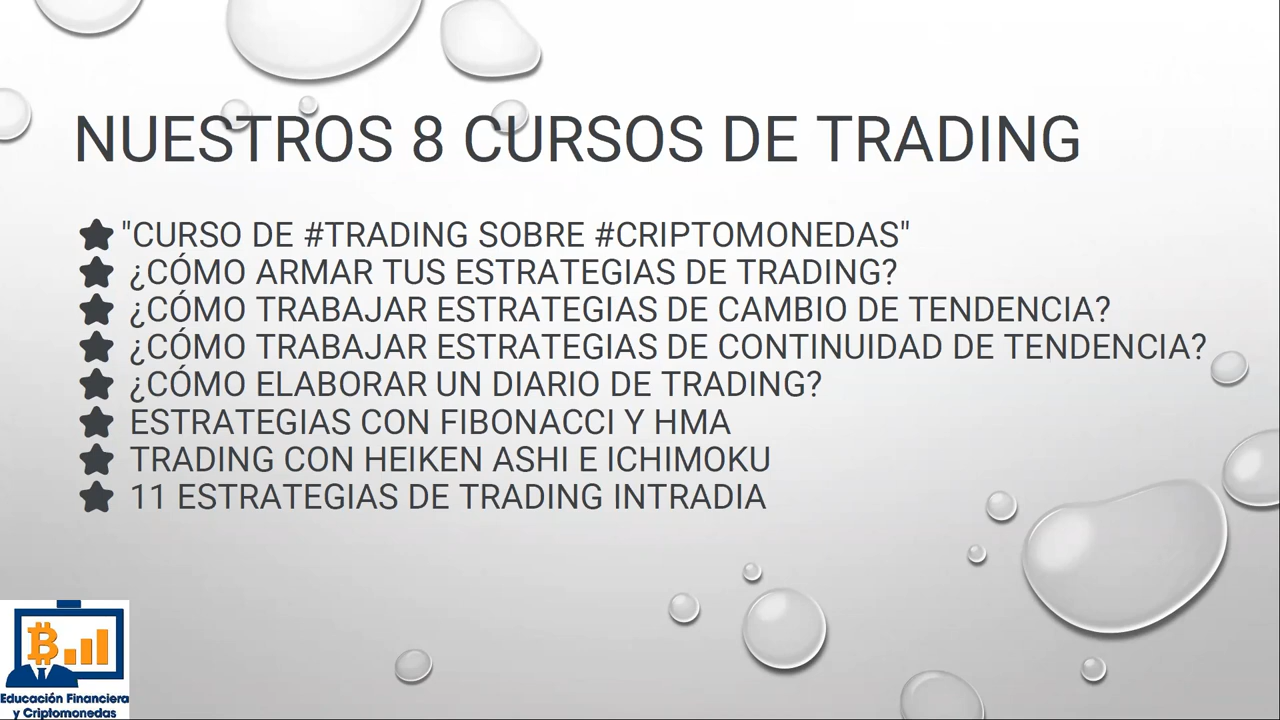 NUESTROS 8 CURSOS DE TRADING
"CURSO DE #TRADING SOBRE #CRIPTOMONEDAS"
¿CÓMO ARMAR TUS ESTRATEGIAS DE TRADING?
¿CÓMO TRABAJAR ESTRATEGIAS DE CAMBIO DE TENDENCIA?
¿CÓMO TRABAJAR ESTRATEGIAS DE CONTINUIDAD DE TENDENCIA?
¿CÓMO ELABORAR UN DIARIO DE TRADING?
ESTRATEGIAS CON FIBONACCI Y HMA
TRADING CON HEIKEN ASHI E ICHIMOKU
11 ESTRATEGIAS DE TRADING INTRADIA
Educación Financiera
y Criptomonedas